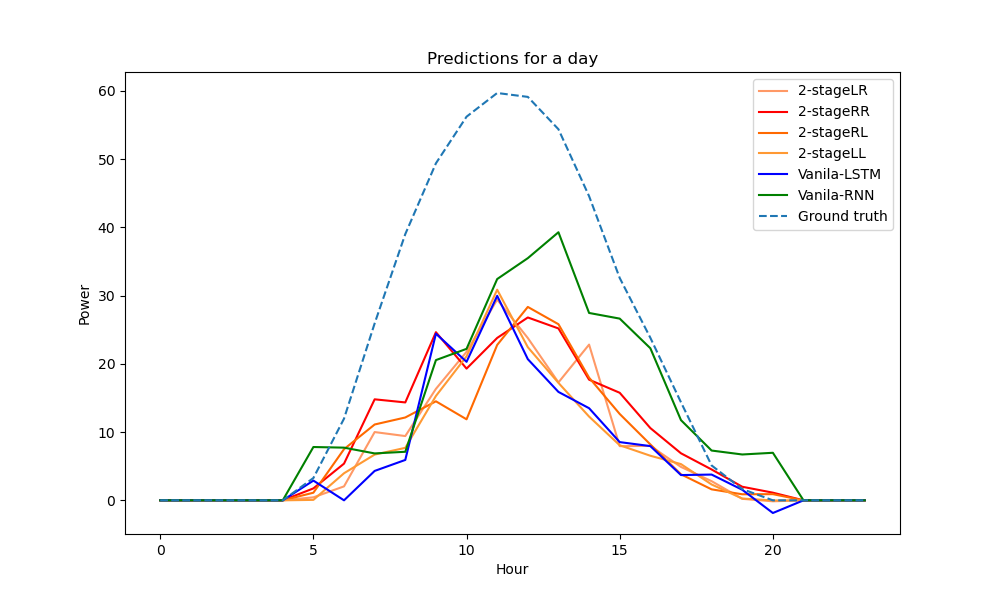 Predictions for a day
2-stageLR
2-stageRR
2-stageRL
2-stageLL
Vanila-LSTM
Vanila-RNN
Ground truth
Power
60
50
40
30
20
10
0
0 5 10 15 20
Hour